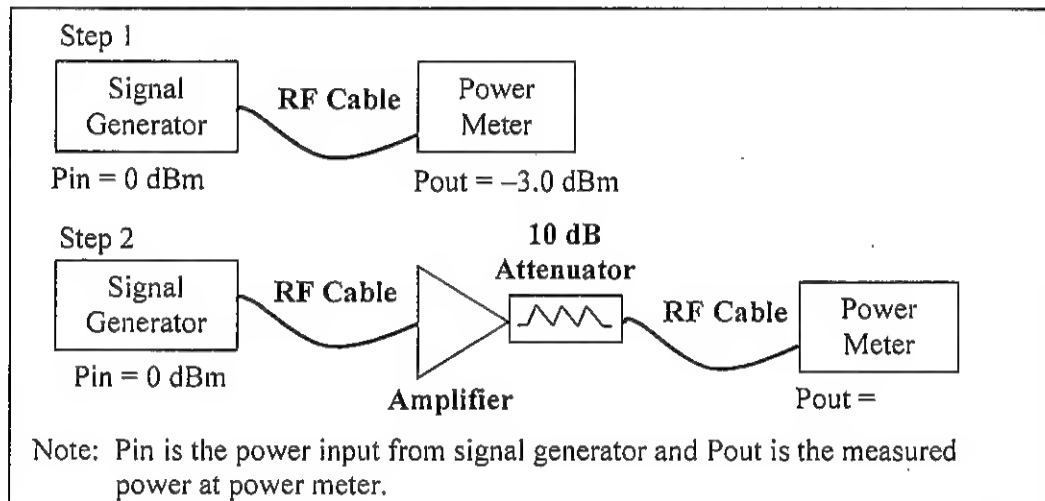 Step 1
Signal
Generator
RF Cable
Power
Meter
Pin = 0 dBm
Pout = –3.0 dBm
Step 2
10 dB
Attenuator
Signal
Generator
RF Cable
RF Cable
Power
Meter
Pin = 0 dBm
Amplifier
Pout =
Note: Pin is the power input from signal generator and Pout is the measured
power at power meter.